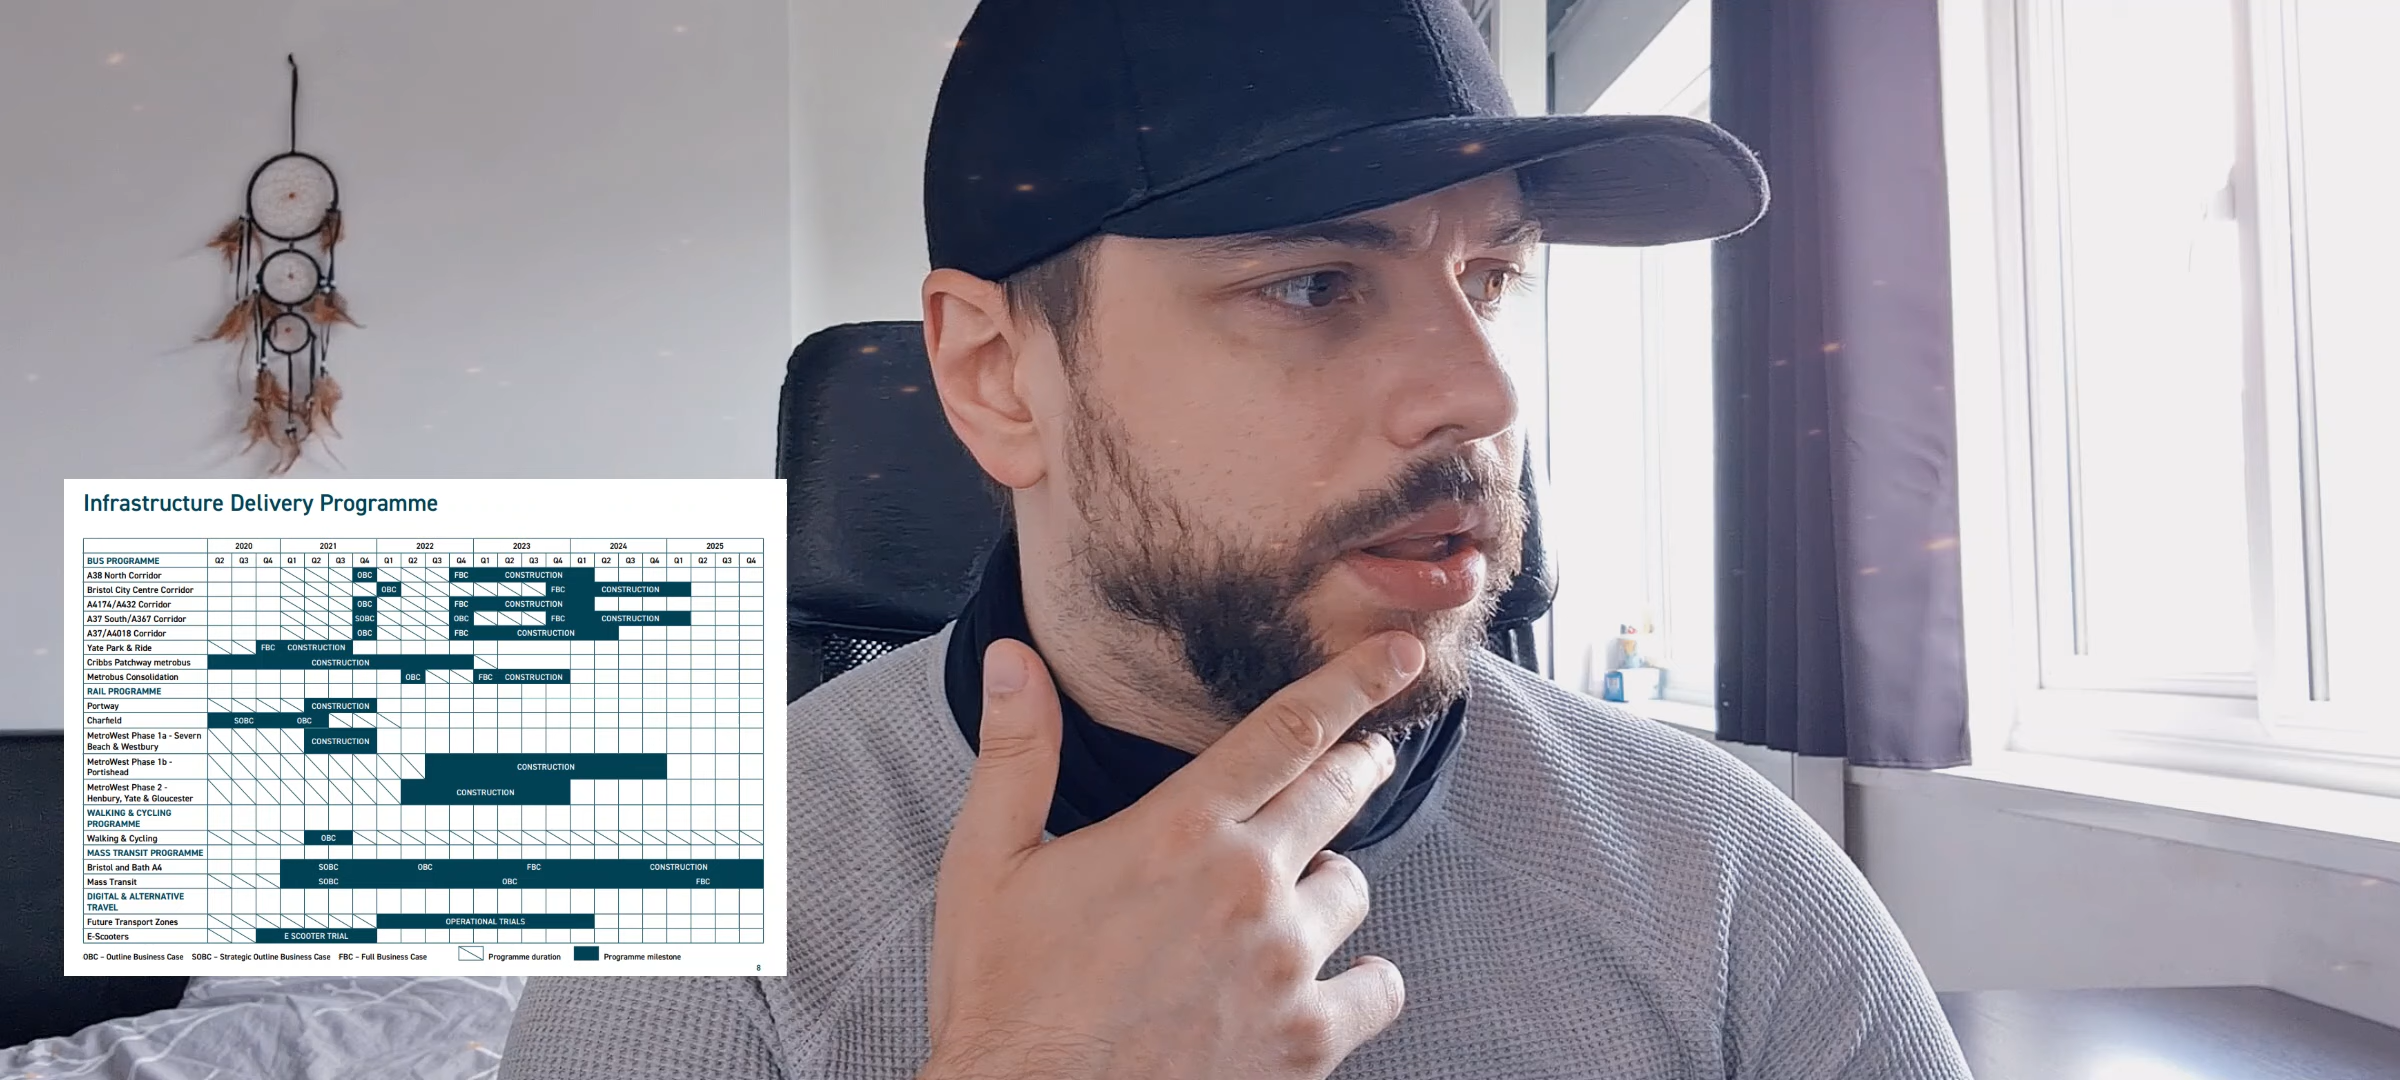 Infrastructure Delivery Programme
2020 2021 2022 2023 2024 2025
BUS PROGRAMME Q2 Q3 Q4 Q1 Q2 Q3 Q4 Q1 Q2 Q3 Q4 Q1 Q2 Q3 Q4 Q1 Q2 Q3 Q4 Q1 Q2 Q3 Q4
A38 North Corridor OBC FBC CONSTRUCTION
Bristol City Centre Corridor OBC FBC CONSTRUCTION
A4174/A432 Corridor OBC FBC CONSTRUCTION
A37 South/A367 Corridor SOBC OBC FBC CONSTRUCTION
A37/A4018 Corridor OBC FBC CONSTRUCTION
Yate Park & Ride FBC CONSTRUCTION
Cribbs Patchway metrobus CONSTRUCTION
Metrobus Consolidation OBC FBC CONSTRUCTION
RAIL PROGRAMME
Portway CONSTRUCTION
Charfield SOBC OBC
MetroWest Phase 1a - Severn
Beach & Westbury CONSTRUCTION
MetroWest Phase 1b -
Portishead CONSTRUCTION
MetroWest Phase 2 -
Henbury, Yate & Gloucester CONSTRUCTION
WALKING & CYCLING
PROGRAMME
Walking & Cycling OBC
MASS TRANSIT PROGRAMME
Bristol and Bath A4 SOBC OBC FBC CONSTRUCTION
Mass Transit SOBC OBC FBC
DIGITAL & ALTERNATIVE
TRAVEL
Future Transport Zones OPERATIONAL TRIALS
E-Scooters E SCOOTER TRIAL
OBC – Outline Business Case SOBC – Strategic Outline Business Case FBC – Full Business Case Programme duration Programme milestone
8